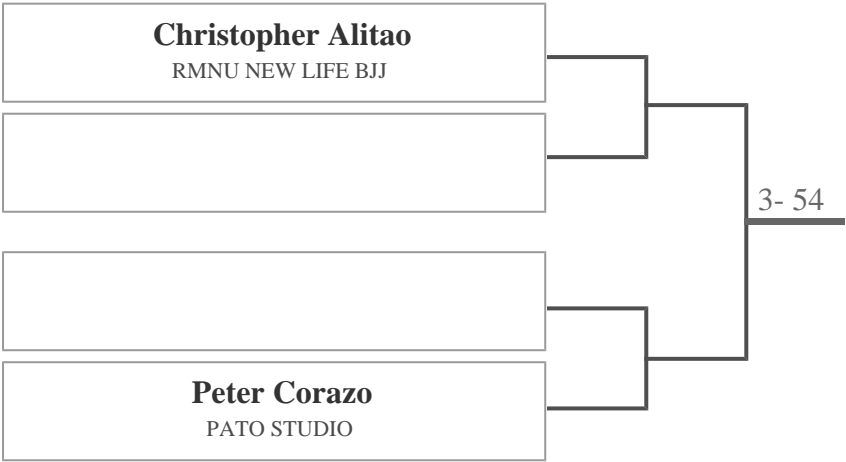 Christopher Alitao
RMNU NEW LIFE BJJ
3- 54
Peter Corazo
PATO STUDIO